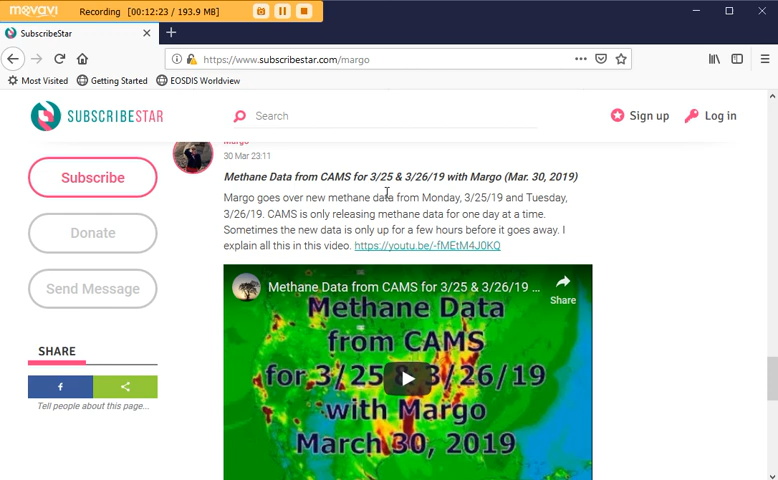 movavi
Recording [00:12:23 / 193.9 MB]
SubscribeStar
https://www.subscribestar.com/margo
Most Visited Getting Started EOSDIS Worldview
SUBSCRIBESTAR
Search
Sign up
Log in
Margo
30 Mar 23:11
Subscribe
Donate
Send Message
SHARE
Tell people about this page...
Methane Data from CAMS for 3/25 & 3/26/19 with Margo (Mar. 30, 2019)
Margo goes over new methane data from Monday, 3/25/19 and Tuesday,
3/26/19. CAMS is only releasing methane data for one day at a time.
Sometimes the new data is only up for a few hours before it goes away. I
explain all this in this video. https://youtu.be/-fMEtM4J0KQ
Methane Data from CAMS for 3/25 & 3/26/19 ...
Share
Methane Data
from CAMS
for 3/25 & 3/26/19
with Margo
March 30, 2019